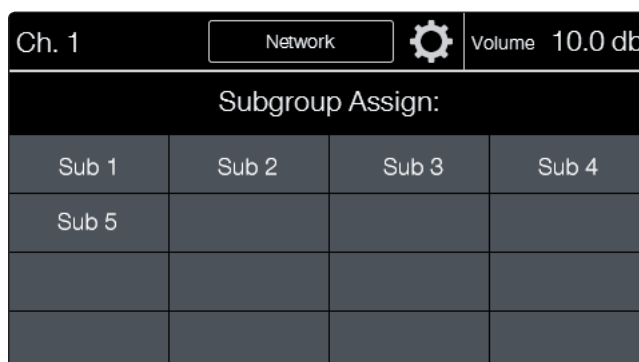 Ch. 1 Network Volume 10.0 db
Subgroup Assign:
Sub 1 Sub 2 Sub 3 Sub 4
Sub 5